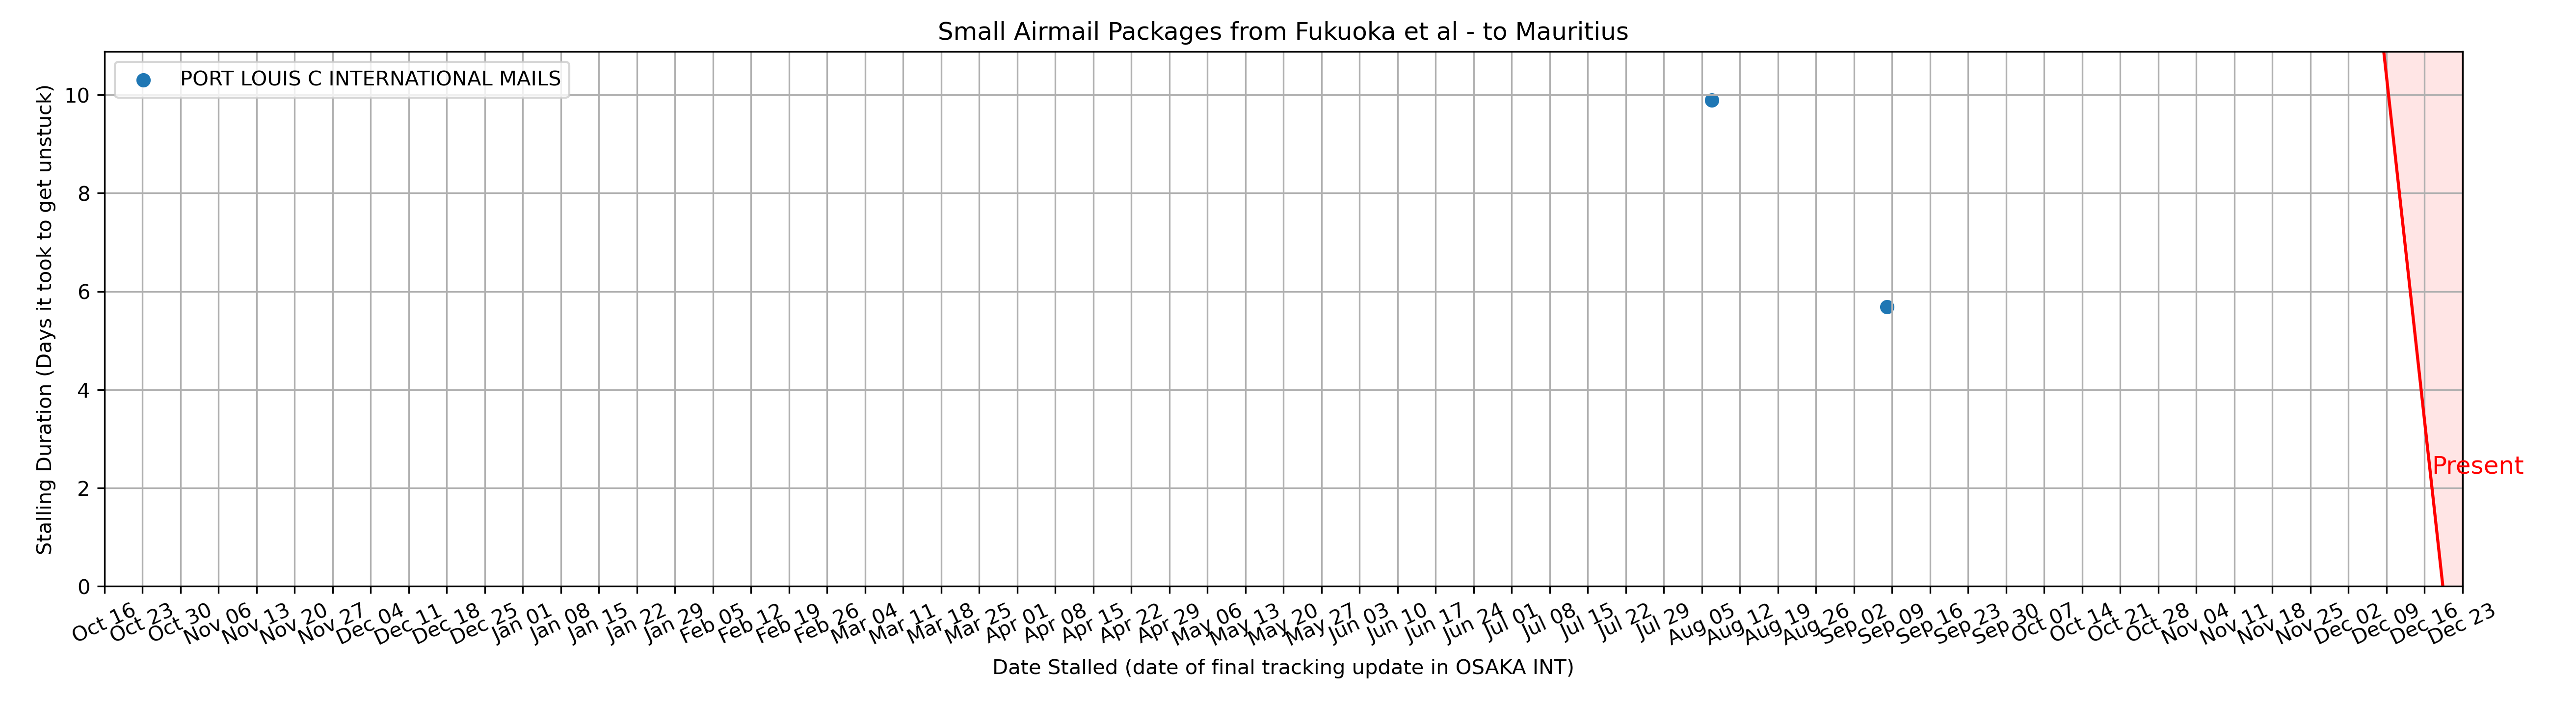 Small Airmail Packages from Fukuoka et al - to Mauritius
PORT LOUIS C INTERNATIONAL MAILS
Stalling Duration (Days it took to get unstuck)
10
8
6
4
2
0
Present
Oct 16 Oct 23 Oct 30 Nov 06 Nov 13 Nov 20 Nov 27 Dec 04 Dec 11 Dec 18 Dec 25 Jan 01 Jan 08 Jan 15 Jan 22 Jan 29 Feb 05 Feb 12 Feb 19 Feb 26 Mar 04 Mar 11 Mar 18 Mar 25 Apr 01 Apr 08 Apr 15 Apr 22 Apr 29 May 06 May 13 May 20 May 27 Jun 03 Jun 10 Jun 17 Jun 24 Jul 01 Jul 08 Jul 15 Jul 22 Jul 29 Aug 05 Aug 12 Aug 19 Aug 26 Sep 02 Sep 09 Sep 16 Sep 23 Sep 30 Oct 07 Oct 14 Oct 21 Oct 28 Nov 04 Nov 11 Nov 18 Nov 25 Dec 02 Dec 09 Dec 16 Dec 23
Date Stalled (date of final tracking update in OSAKA INT)